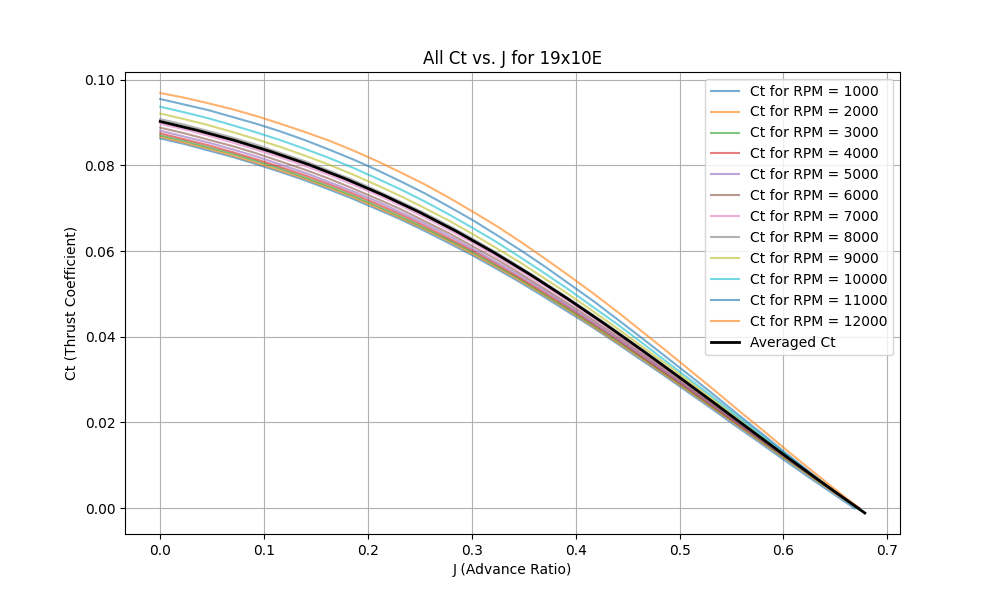 All Ct vs. J for 19x10E
Ct (Thrust Coefficient)
0.10
0.08
0.06
0.04
0.02
0.00
Ct for RPM = 1000
Ct for RPM = 2000
Ct for RPM = 3000
Ct for RPM = 4000
Ct for RPM = 5000
Ct for RPM = 6000
Ct for RPM = 7000
Ct for RPM = 8000
Ct for RPM = 9000
Ct for RPM = 10000
Ct for RPM = 11000
Ct for RPM = 12000
Averaged Ct
0.0 0.1 0.2 0.3 0.4 0.5 0.6 0.7
J (Advance Ratio)